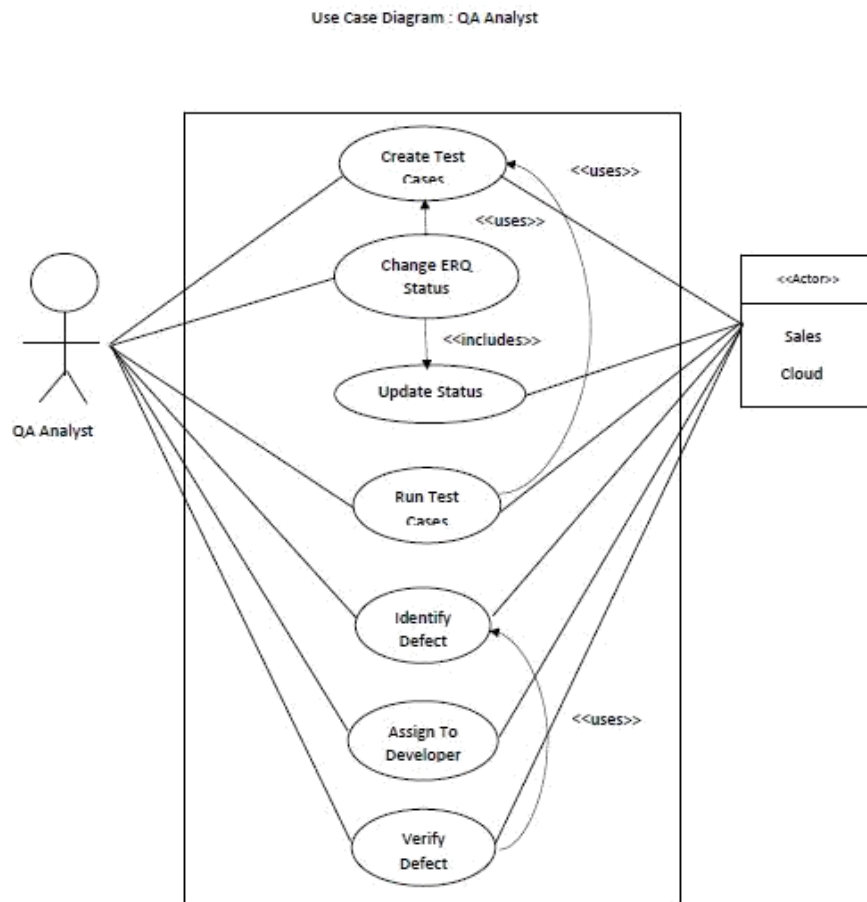 Use Case Diagram : QA Analyst
Create Test
Cases
<<uses>>
<<uses>>
Change ERQ
Status
<<Actor>>
<<includes>>
Sales
Cloud
Update Status
QA Analyst
Run Test
Cases
Identify
Defect
<<uses>>
Assign To
Developer
Verify
Defect